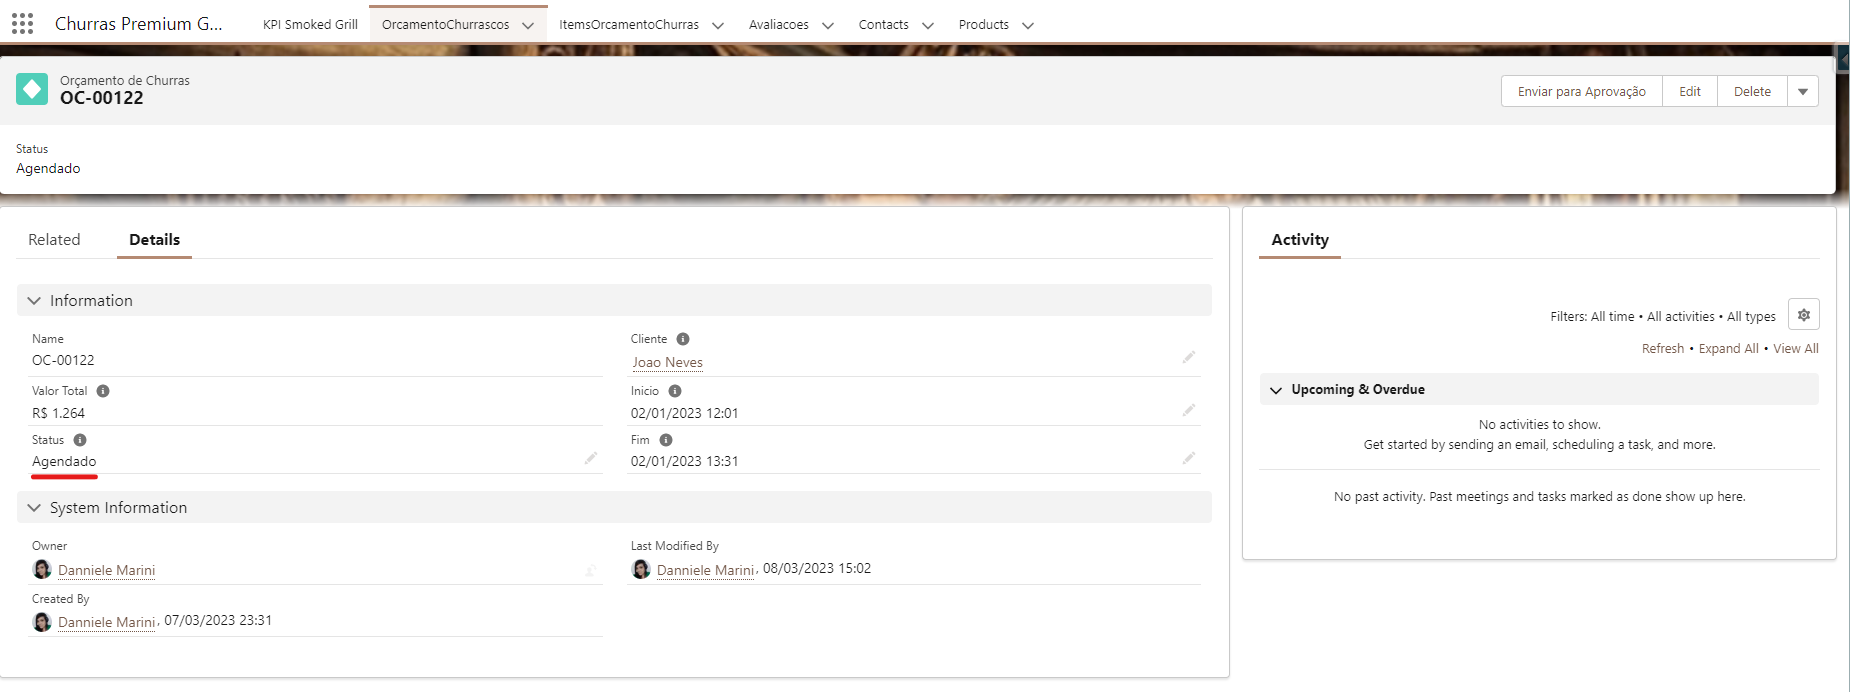 Churras Premium G...
KPI Smoked Grill
OrcamentoChurrascos
ItemsOrcamentoChurras
Avaliacoes
Contacts
Products
Orçamento de Churras
OC-00122
Enviar para Aprovação
Edit
Delete
Status
Agendado
Related
Details
Information
Name
OC-00122
Cliente
Joao Neves
Valor Total
R$ 1.264
Inicio
02/01/2023 12:01
Status
Agendado
Fim
02/01/2023 13:31
System Information
Owner
Danniele Marini
Last Modified By
Danniele Marini, 08/03/2023 15:02
Created By
Danniele Marini, 07/03/2023 23:31
Activity
Filters: All time • All activities • All types
Refresh • Expand All • View All
Upcoming & Overdue
No activities to show.
Get started by sending an email, scheduling a task, and more.
No past activity. Past meetings and tasks marked as done show up here.